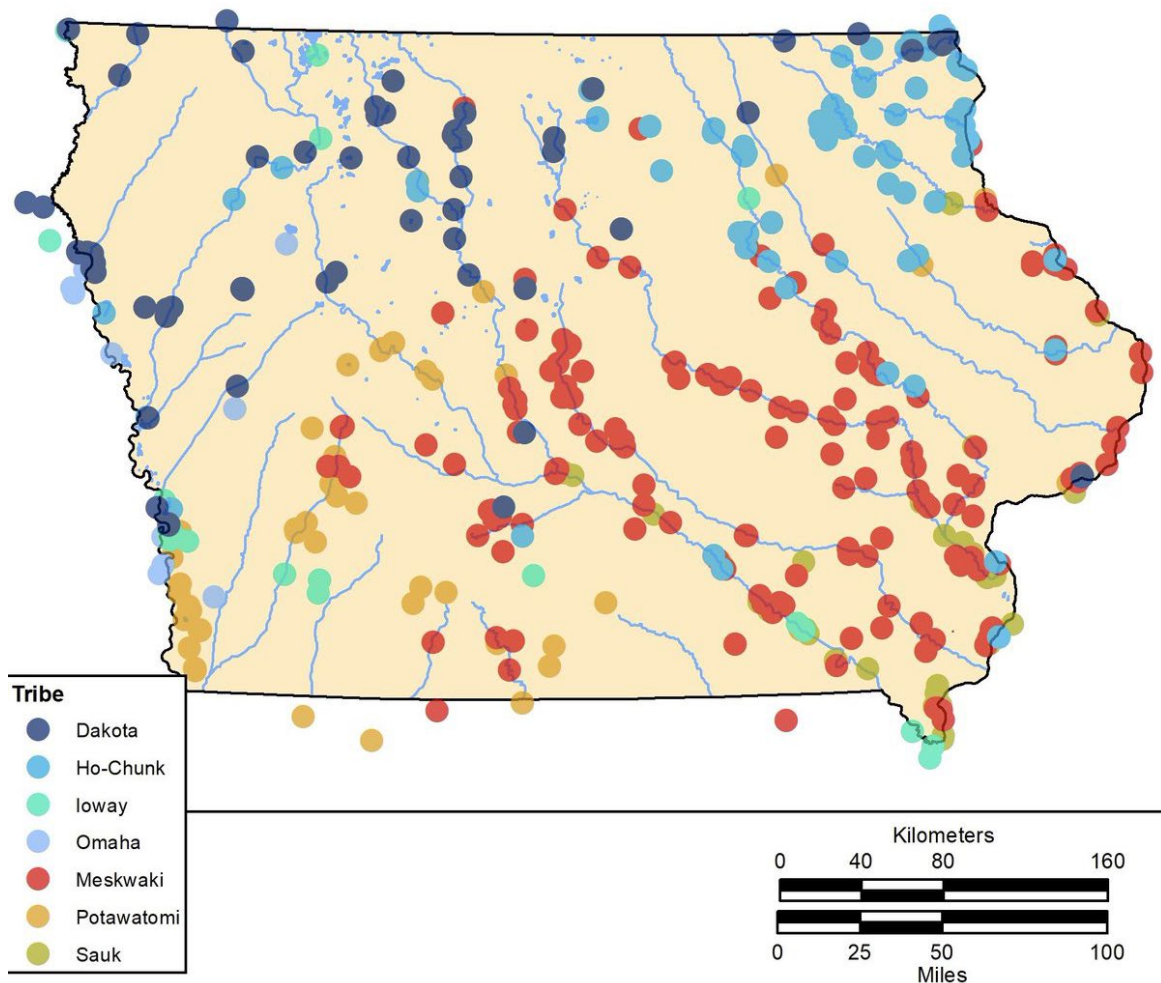 Tribe
Dakota
Ho-Chunk
Ioway
Omaha
Meskwaki
Potawatomi
Sauk
Kilometers
0 40 80 160
0 25 50 100
Miles